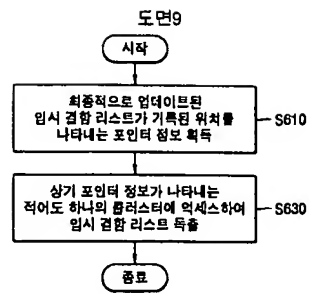 도면9
시작
최종적으로 업데이트된
임시 결함 리스트가 기록된 위치를
나타내는 포인터 정보 획득
S610
상기 포인터 정보가 나타내는
적어도 하나의 클러스터에 억세스하여
임시 결함 리스트 독출
S630
종료